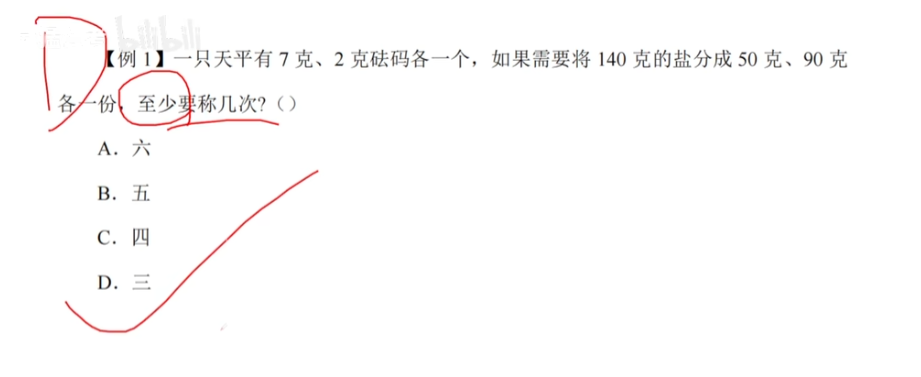 bilibili
【例 1】一只天平有 7 克、2 克砝码各一个，如果需要将 140 克的盐分成 50 克、90 克
各一份，至少要称几次?（）
A. 六
B. 五
C. 四
D. 三